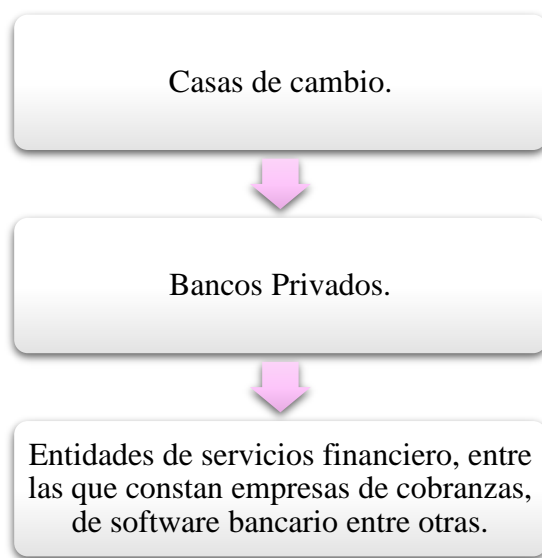 Casas de cambio.
Bancos Privados.
Entidades de servicios financiero, entre
las que constan empresas de cobranzas,
de software bancario entre otras.